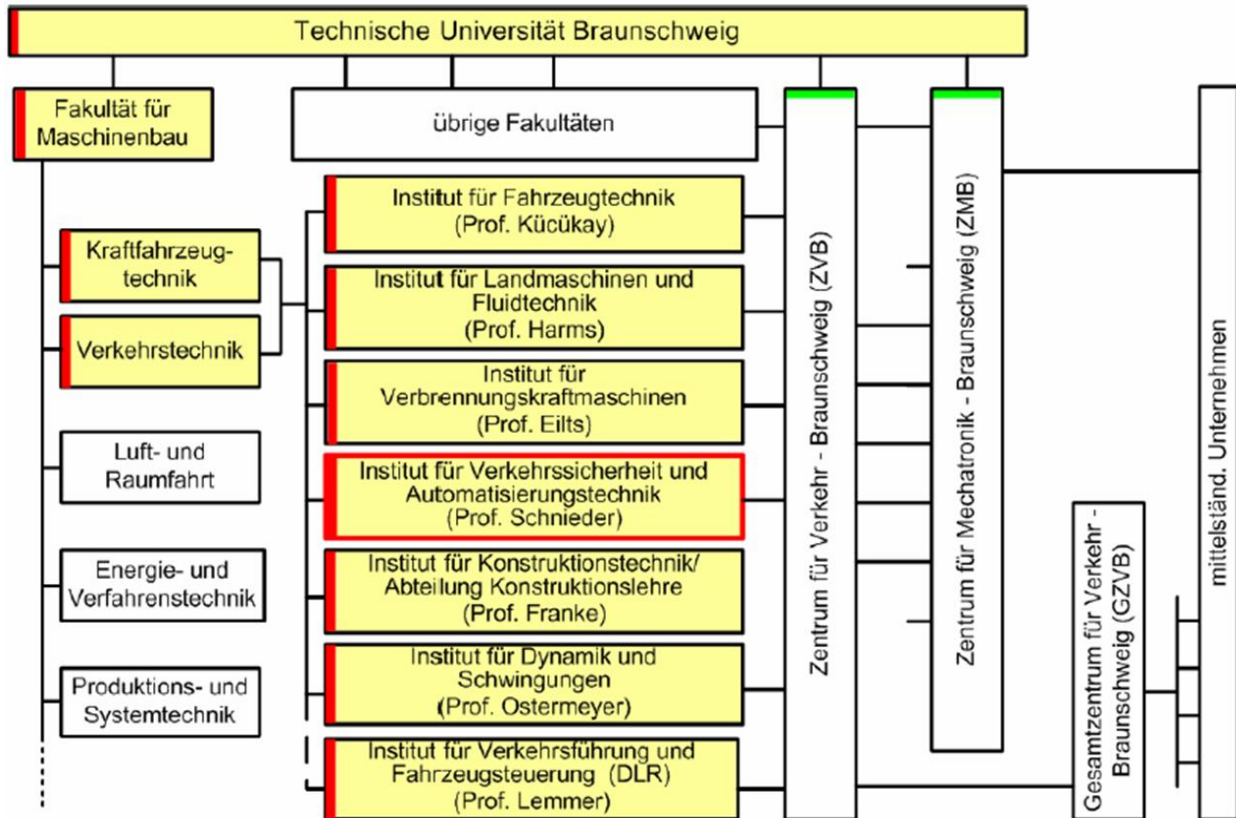 Technische Universität Braunschweig
Fakultät für
Maschinenbau
übrige Fakultäten
Kraftfahrzeug-
technik
Verkehrstechnik
Luft- und
Raumfahrt
Energie- und
Verfahrenstechnik
Produktions- und
Systemtechnik
Institut für Fahrzeugtechnik
(Prof. Kücükay)
Institut für Landmaschinen und
Fluidtechnik
(Prof. Harms)
Institut für
Verbrennungskraftmaschinen
(Prof. Eilts)
Institut für Verkehrssicherheit und
Automatisierungstechnik
(Prof. Schnieder)
Institut für Konstruktionstechnik/
Abteilung Konstruktionslehre
(Prof. Franke)
Institut für Dynamik und
Schwingungen
(Prof. Ostermeyer)
Institut für Verkehrsführung und
Fahrzeugsteuerung (DLR)
(Prof. Lemmer)
Zentrum für Verkehr - Braunschweig (ZVB)
Zentrum für Mechatronik - Braunschweig (ZMB)
Gesamtzentrum für Verkehr -
Braunschweig (GZVB)
mittelständ. Unternehmen